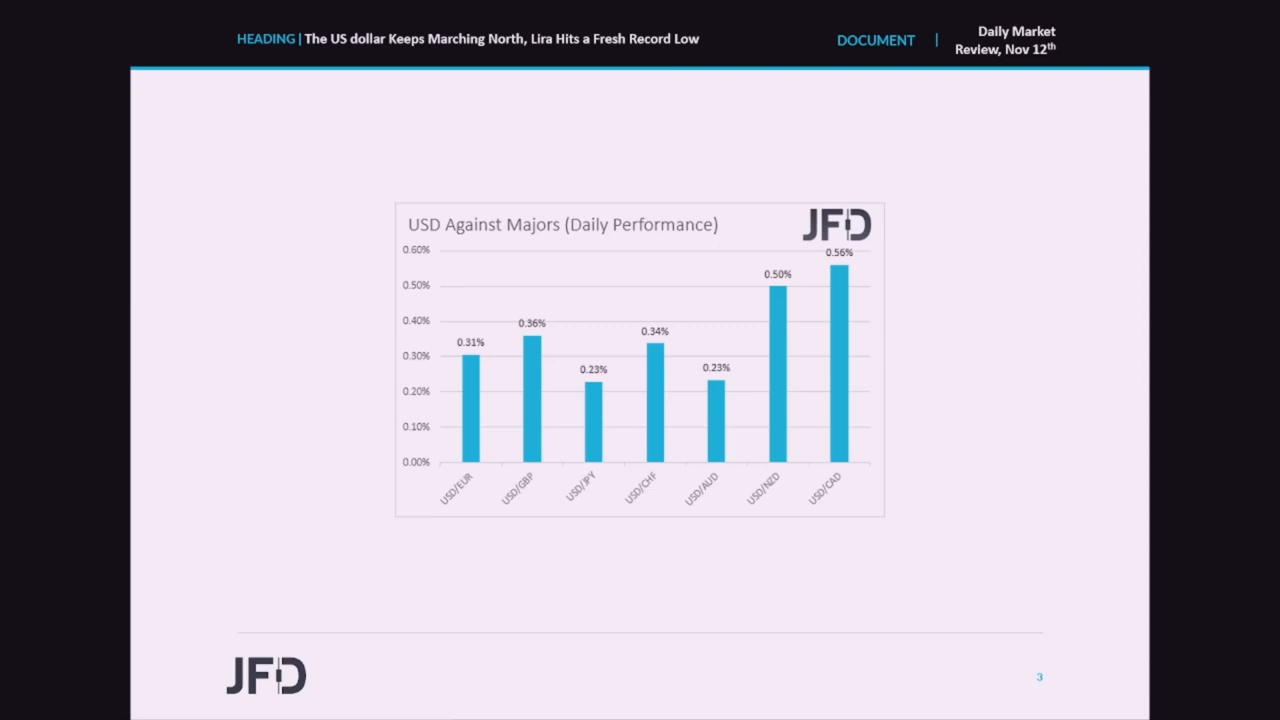 HEADING | The US dollar Keeps Marching North, Lira Hits a Fresh Record Low
DOCUMENT |
Daily Market
Review, Nov 12th
USD Against Majors (Daily Performance)
JFD
0.60%
0.50%
0.40%
0.30%
0.20%
0.10%
0.00%
0.31%
0.36%
0.23%
0.34%
0.23%
0.50%
0.56%
USD/EUR
USD/GBP
USD/JPY
USD/CHF
USD/AUD
USD/NZD
USD/CAD
JFD
3